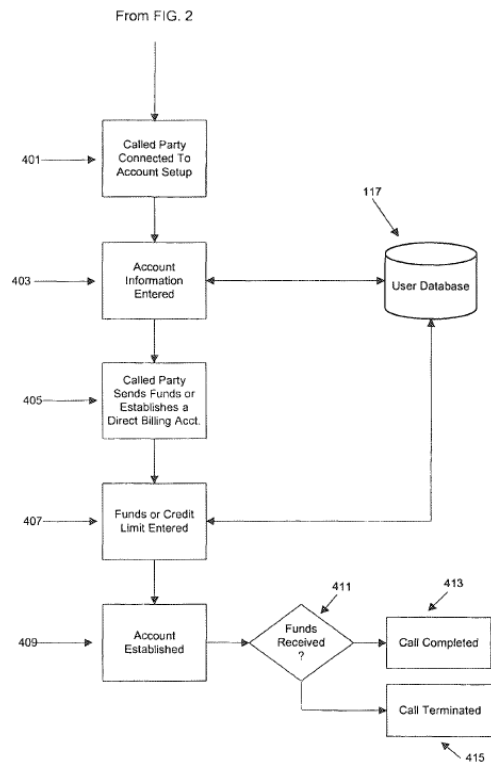 From FIG. 2
401
Called Party
Connected To
Account Setup
117
403
Account
Information
Entered
User Database
405
Called Party
Sends Funds or
Establishes a
Direct Billing Acct.
407
Funds or Credit
Limit Entered
409
Account
Established
411
Funds
Received
?
413
Call Completed
Call Terminated
415